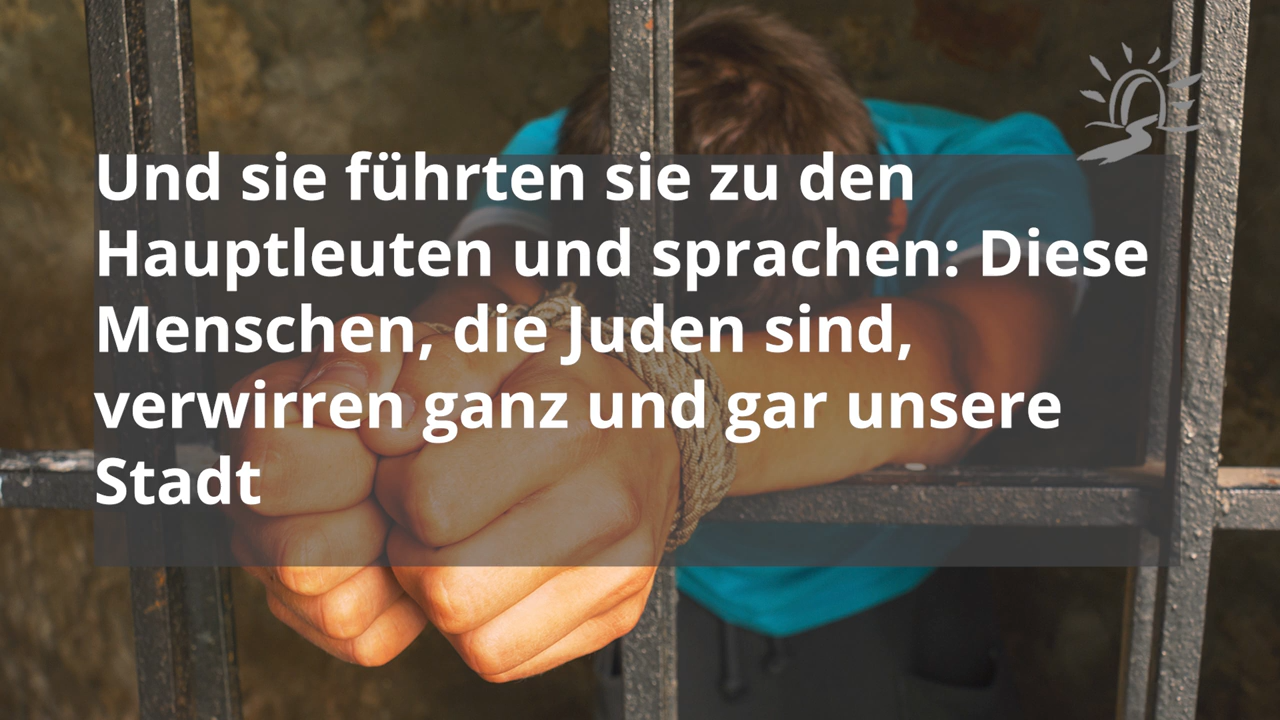 Und sie führten sie zu den
Hauptleuten und sprachen: Diese
Menschen, die Juden sind,
verwirren ganz und gar unsere
Stadt